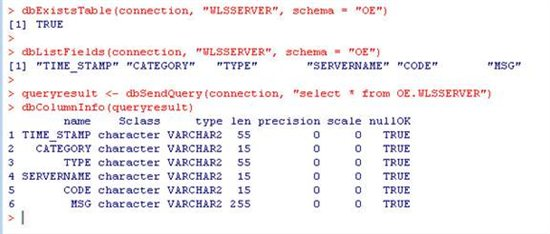 > dbExistsTable(connection, "WLSSERVER", schema = "OE")
[1] TRUE
>
> dbListFields(connection, "WLSSERVER", schema = "OE")
[1] "TIME_STAMP" "CATEGORY"   "TYPE"       "SERVERNAME" "CODE"       "MSG"
>
> queryresult <- dbSendQuery(connection, "select * from OE.WLSSERVER")
> dbColumnInfo(queryresult)
        name    Sclass     type len precision scale nullOK
1 TIME_STAMP character VARCHAR2  55         0     0   TRUE
2   CATEGORY character VARCHAR2  15         0     0   TRUE
3       TYPE character VARCHAR2  55         0     0   TRUE
4 SERVERNAME character VARCHAR2  15         0     0   TRUE
5       CODE character VARCHAR2  15         0     0   TRUE
6        MSG character VARCHAR2 255         0     0   TRUE
>